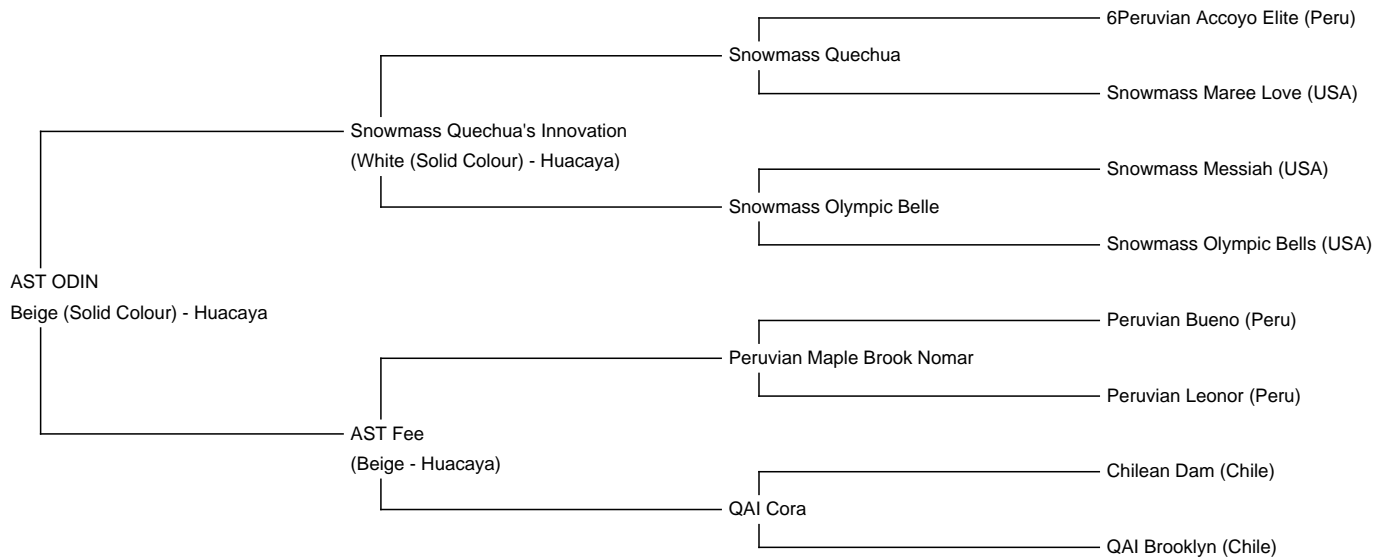 6Peruvian Accoyo Elite (Peru)
Snowmass Quechua
Snowmass Maree Love (USA)
Snowmass Quechua's Innovation
(White (Solid Colour) - Huacaya)
Snowmass Messiah (USA)
Snowmass Olympic Belle
Snowmass Olympic Bells (USA)
AST ODIN
Beige (Solid Colour) - Huacaya
Peruvian Bueno (Peru)
Peruvian Maple Brook Nomar
Peruvian Leonor (Peru)
AST Fee
(Beige - Huacaya)
Chilean Dam (Chile)
QAI Cora
QAI Brooklyn (Chile)